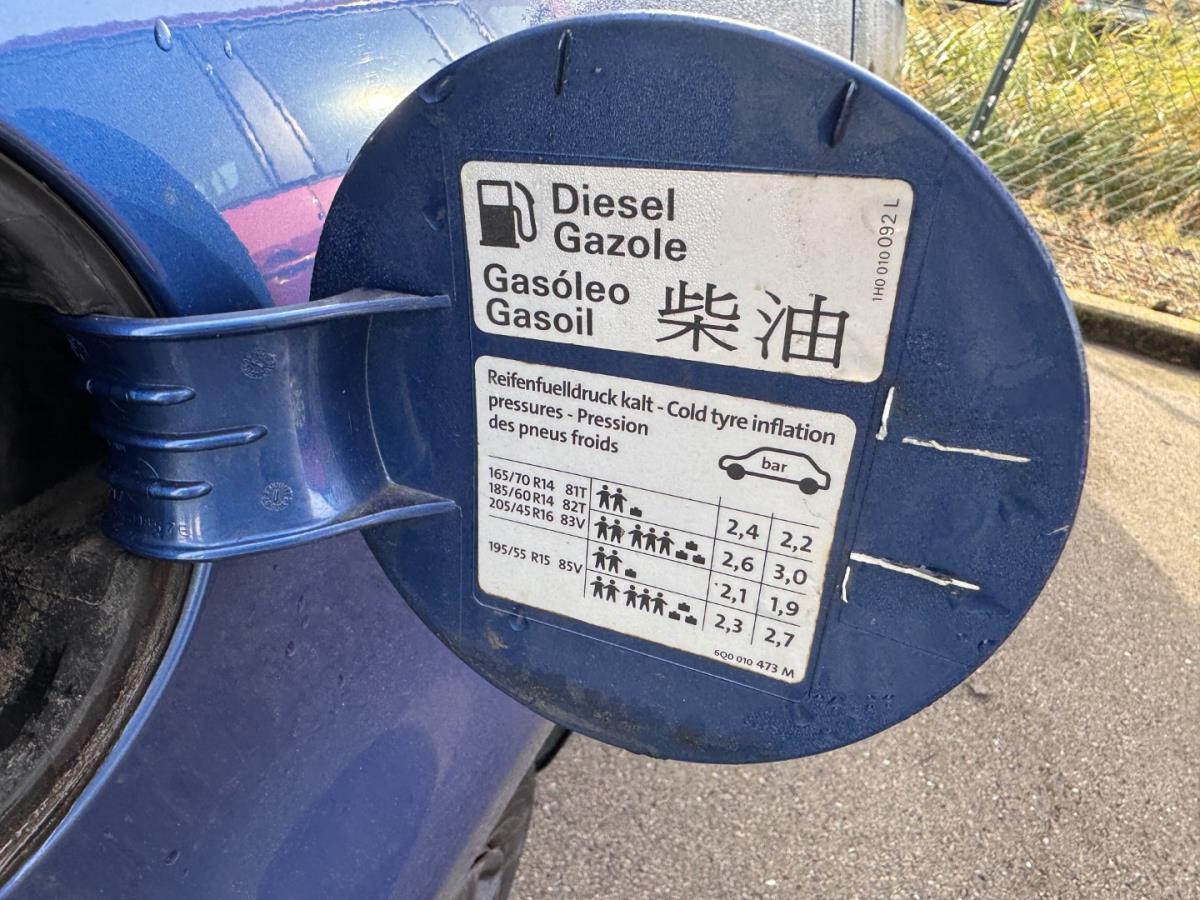 Diesel
Gazole
Gasóleo
Gasoil
柴油
1H0 010 092 L
Reifenfuelldruck kalt - Cold tyre inflation
pressures - Pression
des pneus froids
bar
165/70 R14 81T 2,4 2,2
185/60 R14 82T
205/45 R16 83V 2,6 3,0
195/55 R15 85V 2,1 1,9
2,3 2,7
6Q0 010 473 M